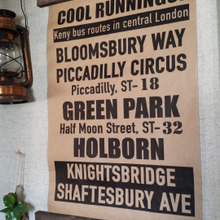 COOL RUNNINGS
Keny bus routes in central London
BLOOMSBURY WAY
PICCADILLY CIRCUS
Piccadilly, ST-18
GREEN PARK
Half Moon Street, ST-32
HOLBORN
KNIGHTSBRIDGE
SHAFTESBURY AVE